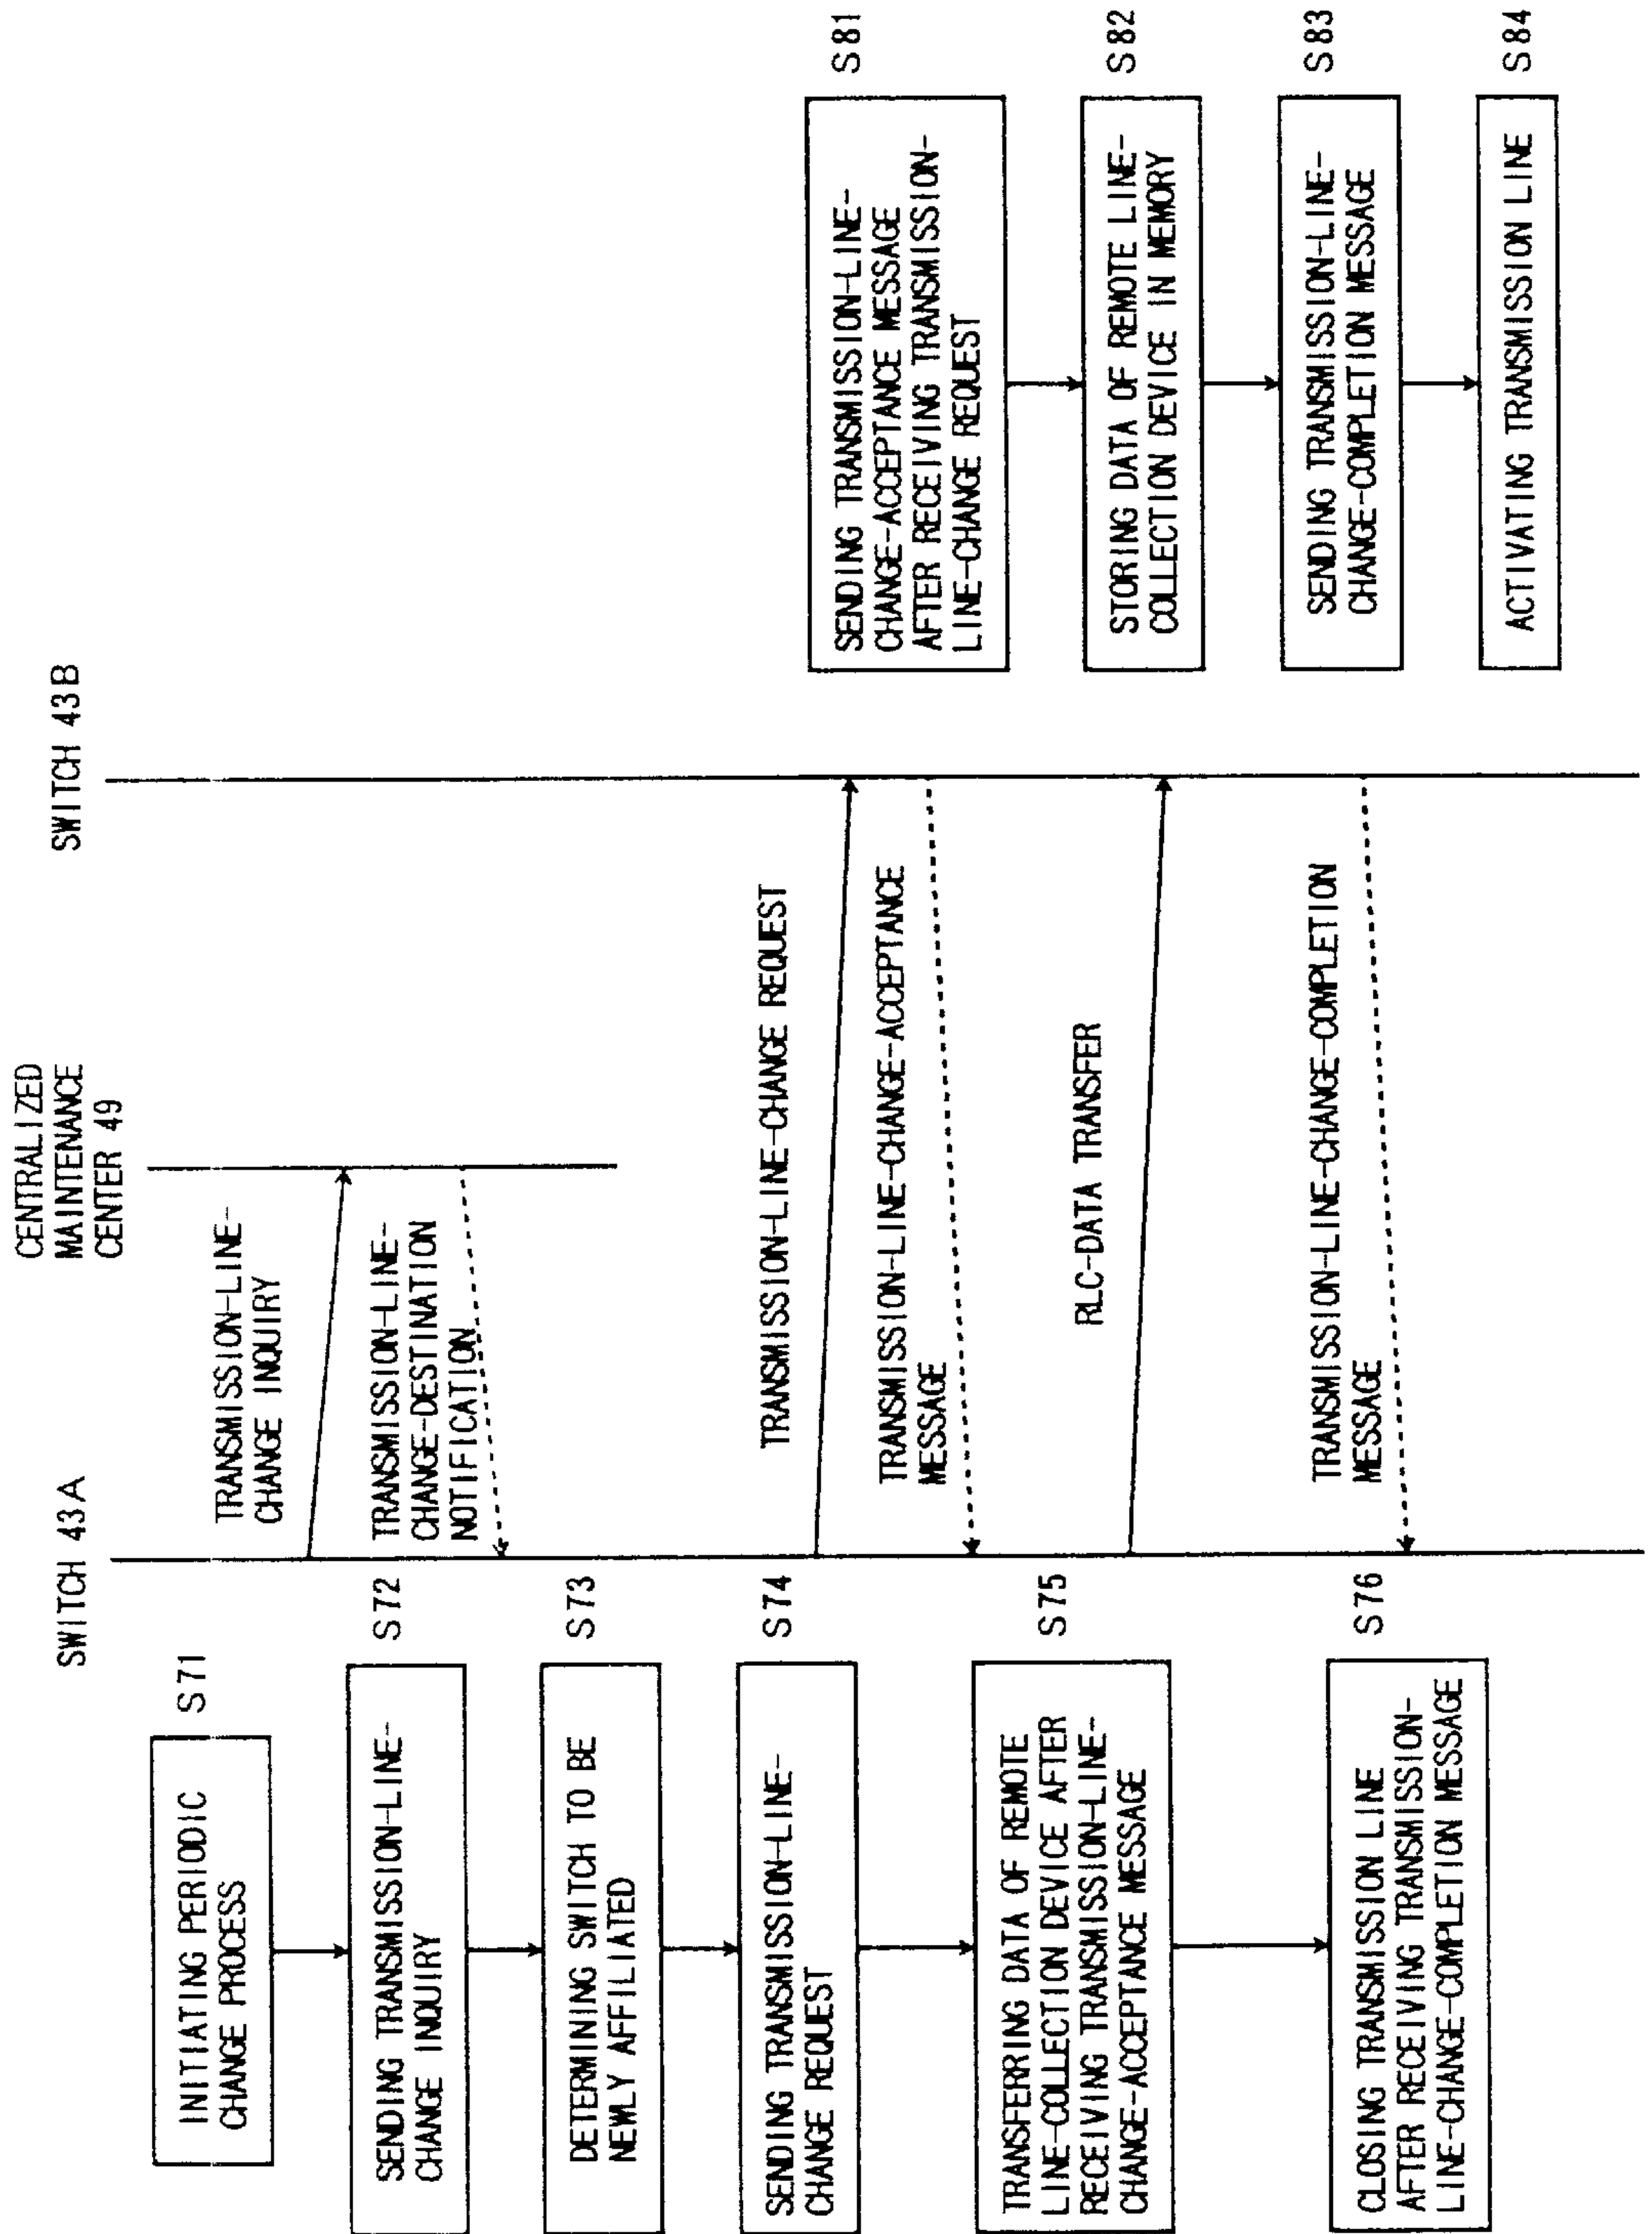 SWITCH 43A
CENTRALIZED
MAINTENANCE
CENTER 49
SWITCH 43B
INITIATING PERIODIC
CHANGE PROCESS
S71
SENDING TRANSMISSION-LINE-
CHANGE INQUIRY
S72
TRANSMISSION-LINE-
CHANGE INQUIRY
TRANSMISSION-LINE-
CHANGE-DESTINATION
NOTIFICATION
DETERMINING SWITCH TO BE
NEWLY AFFILIATED
S73
SENDING TRANSMISSION-LINE-
CHANGE REQUEST
S74
TRANSMISSION-LINE-CHANGE REQUEST
SENDING TRANSMISSION-LINE-
CHANGE-ACCEPTANCE MESSAGE
AFTER RECEIVING TRANSMISSION-
LINE-CHANGE REQUEST
S81
TRANSMISSION-LINE-CHANGE-ACCEPTANCE
MESSAGE
TRANSFERRING DATA OF REMOTE
LINE-COLLECTION DEVICE AFTER
RECEIVING TRANSMISSION-LINE-
CHANGE-ACCEPTANCE MESSAGE
S75
RLC-DATA TRANSFER
STORING DATA OF REMOTE LINE-
COLLECTION DEVICE IN MEMORY
S82
SENDING TRANSMISSION-LINE-
CHANGE-COMPLETION MESSAGE
S83
TRANSMISSION-LINE-CHANGE-COMPLETION
MESSAGE
CLOSING TRANSMISSION LINE
AFTER RECEIVING TRANSMISSION-
LINE-CHANGE-COMPLETION MESSAGE
S76
ACTIVATING TRANSMISSION LINE
S84